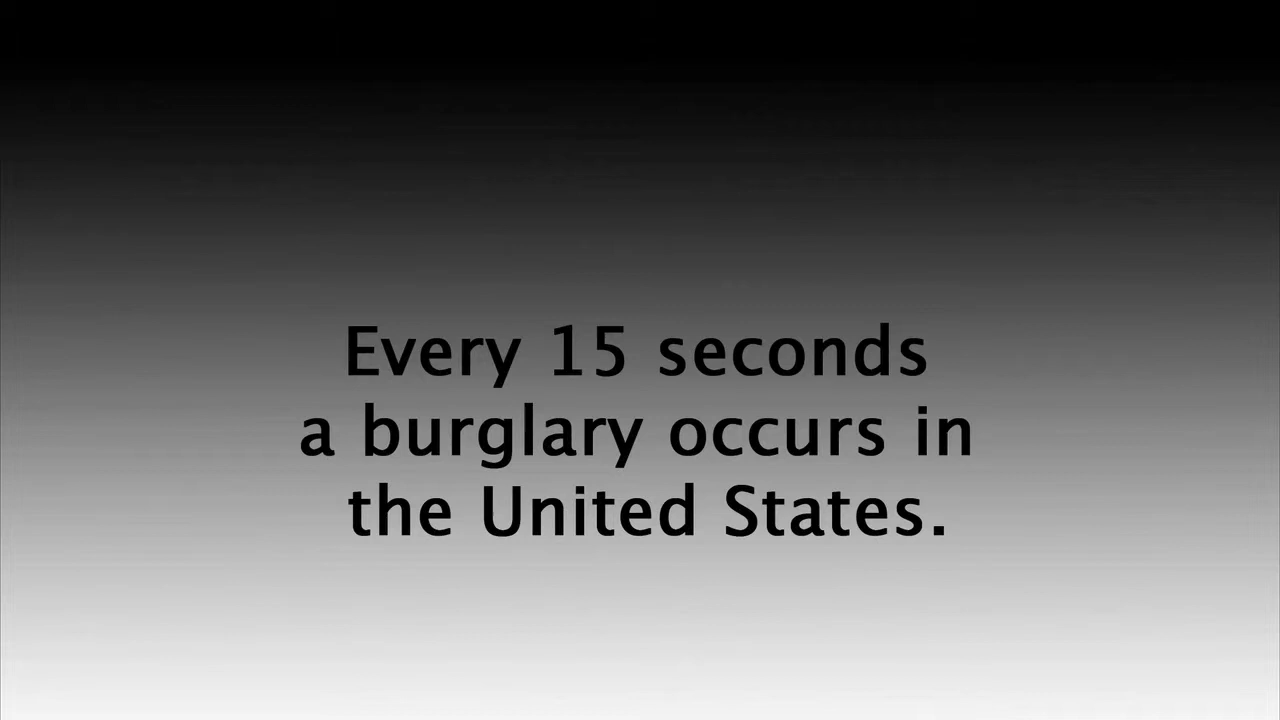 Every 15 seconds
a burglary occurs in
the United States.